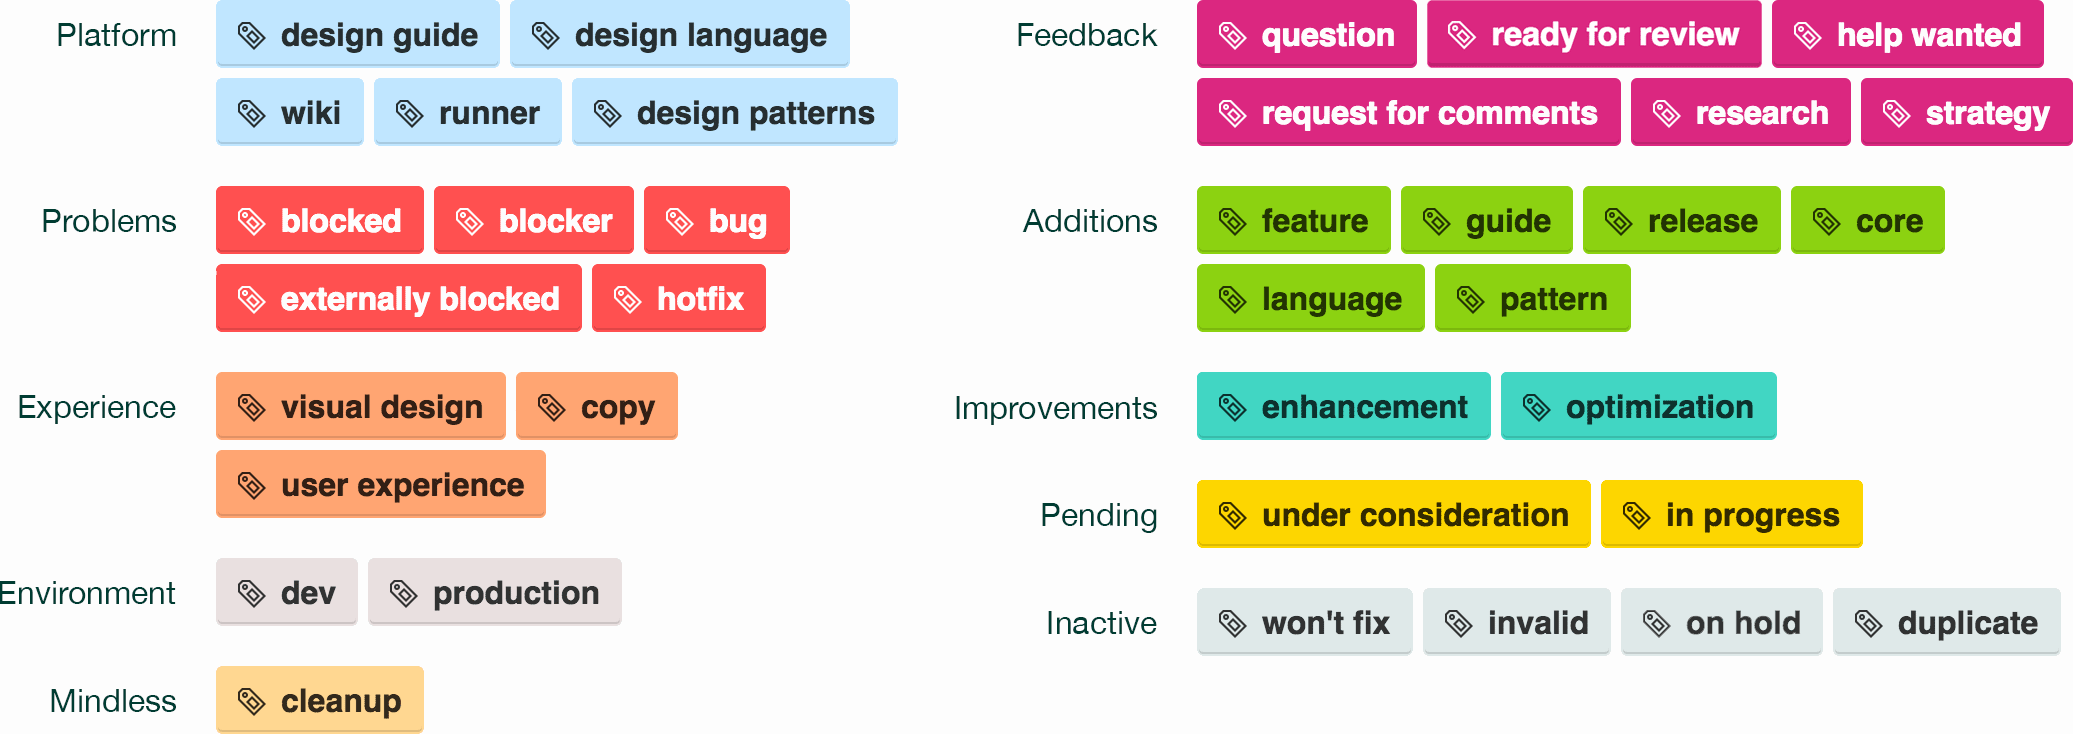 Platform
design guide design language
wiki runner design patterns
Problems
blocked blocker bug
externally blocked hotfix
Experience
visual design copy
user experience
Environment
dev production
Mindless
cleanup
Feedback
question ready for review help wanted
request for comments research strategy
Additions
feature guide release core
language pattern
Improvements
enhancement optimization
Pending
under consideration in progress
Inactive
won't fix invalid on hold duplicate